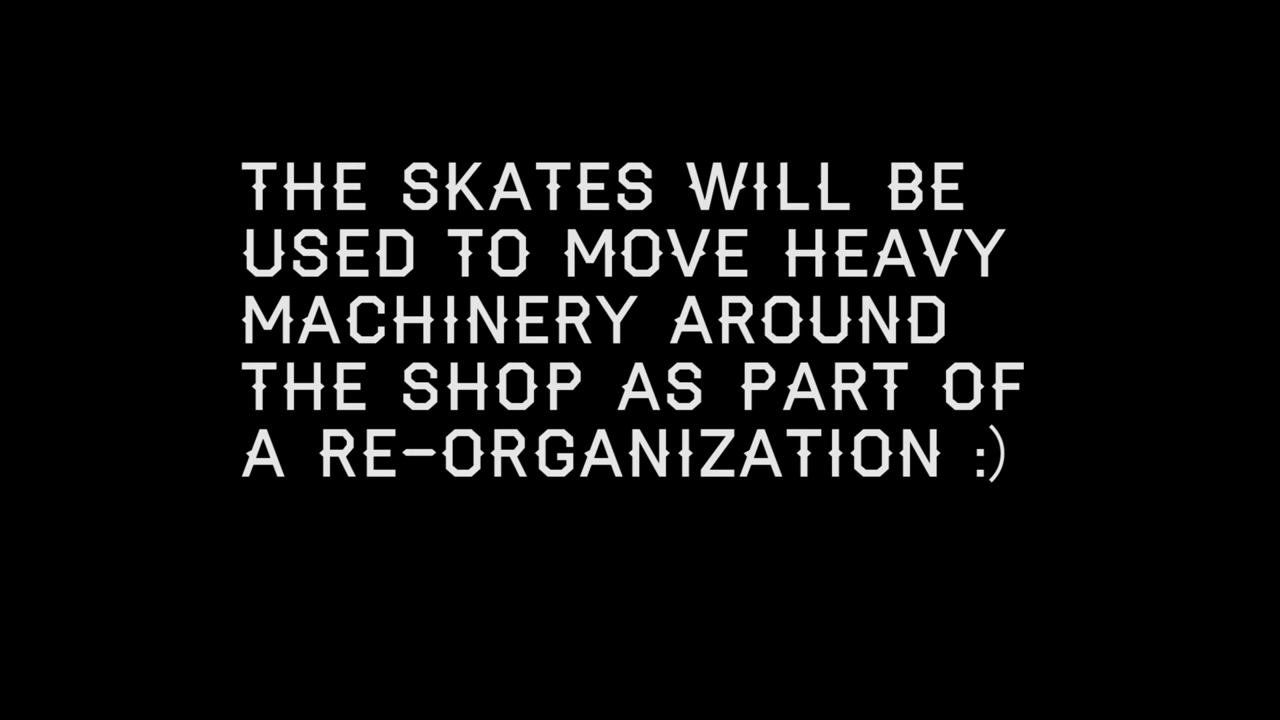 THE SKATES WILL BE
USED TO MOVE HEAVY
MACHINERY AROUND
THE SHOP AS PART OF
A RE-ORGANIZATION :)